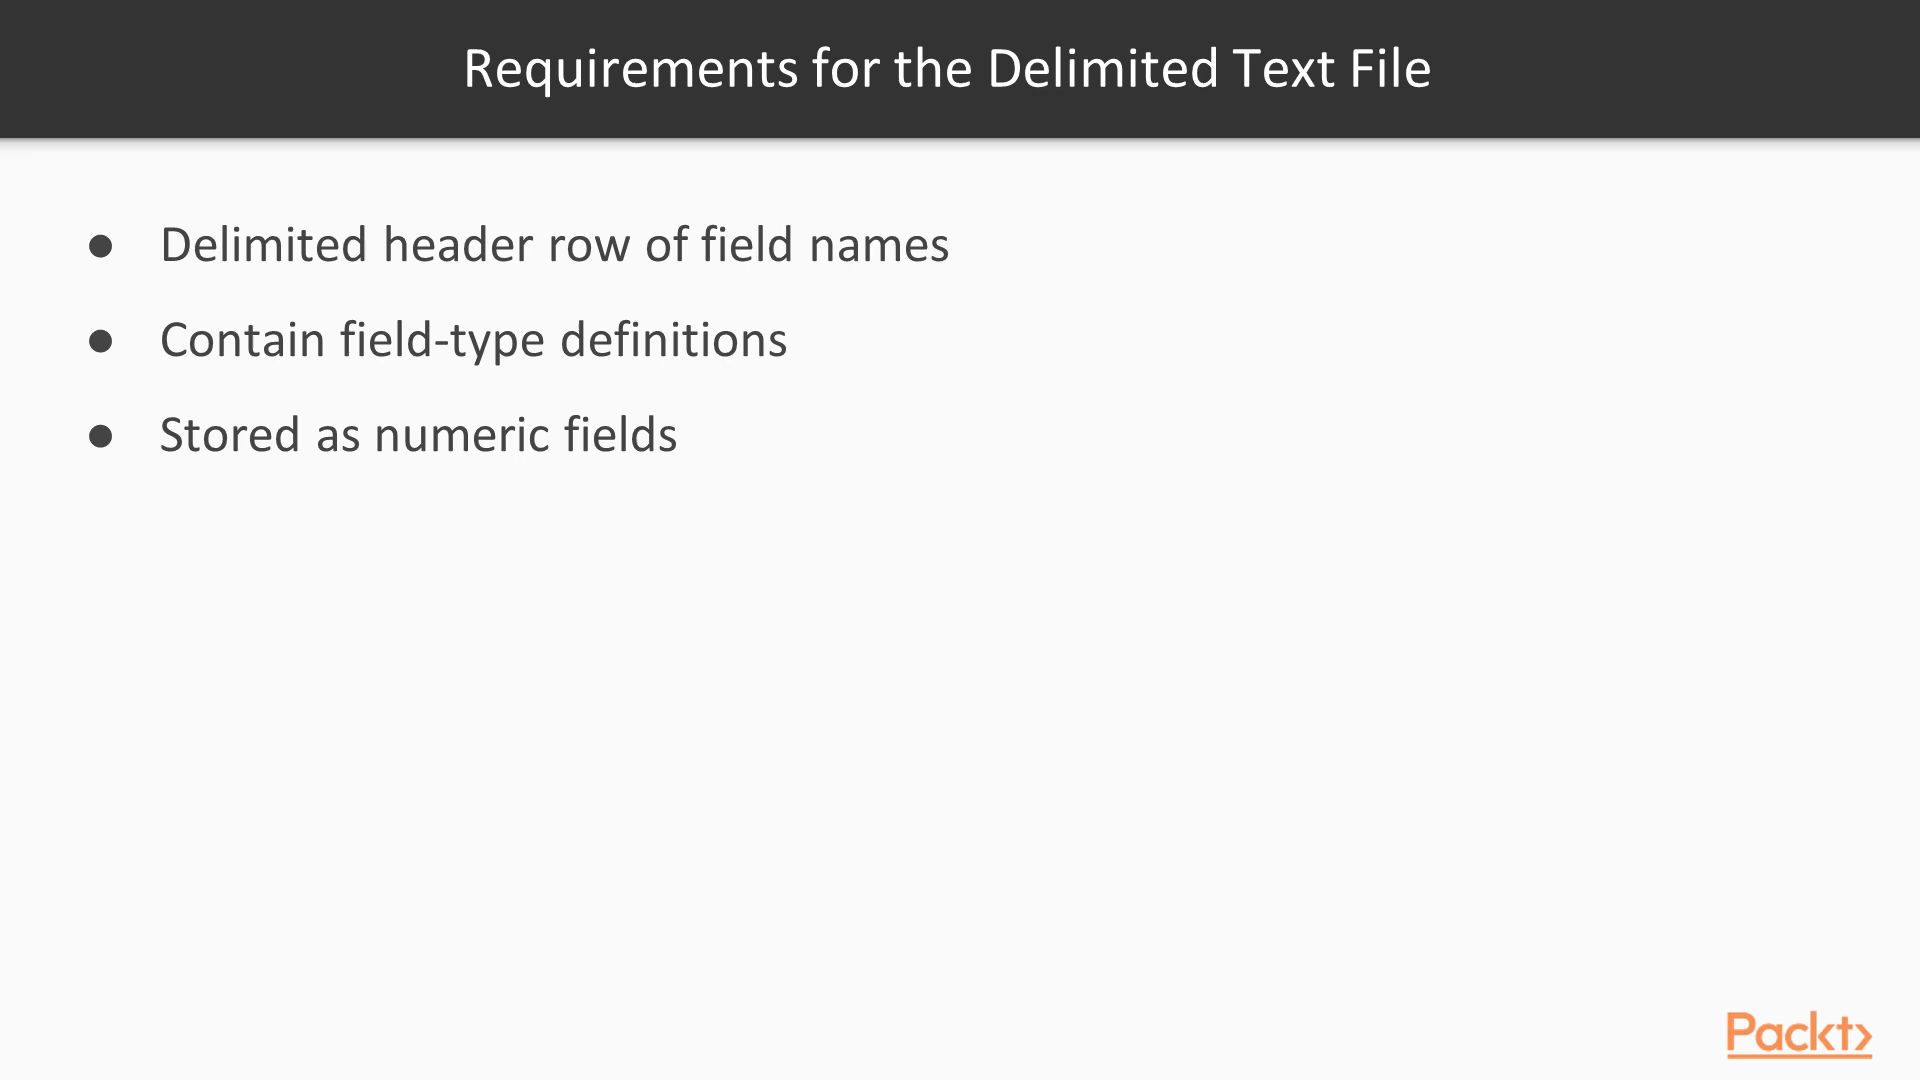 Requirements for the Delimited Text File
● Delimited header row of field names
● Contain field-type definitions
● Stored as numeric fields
Packt>